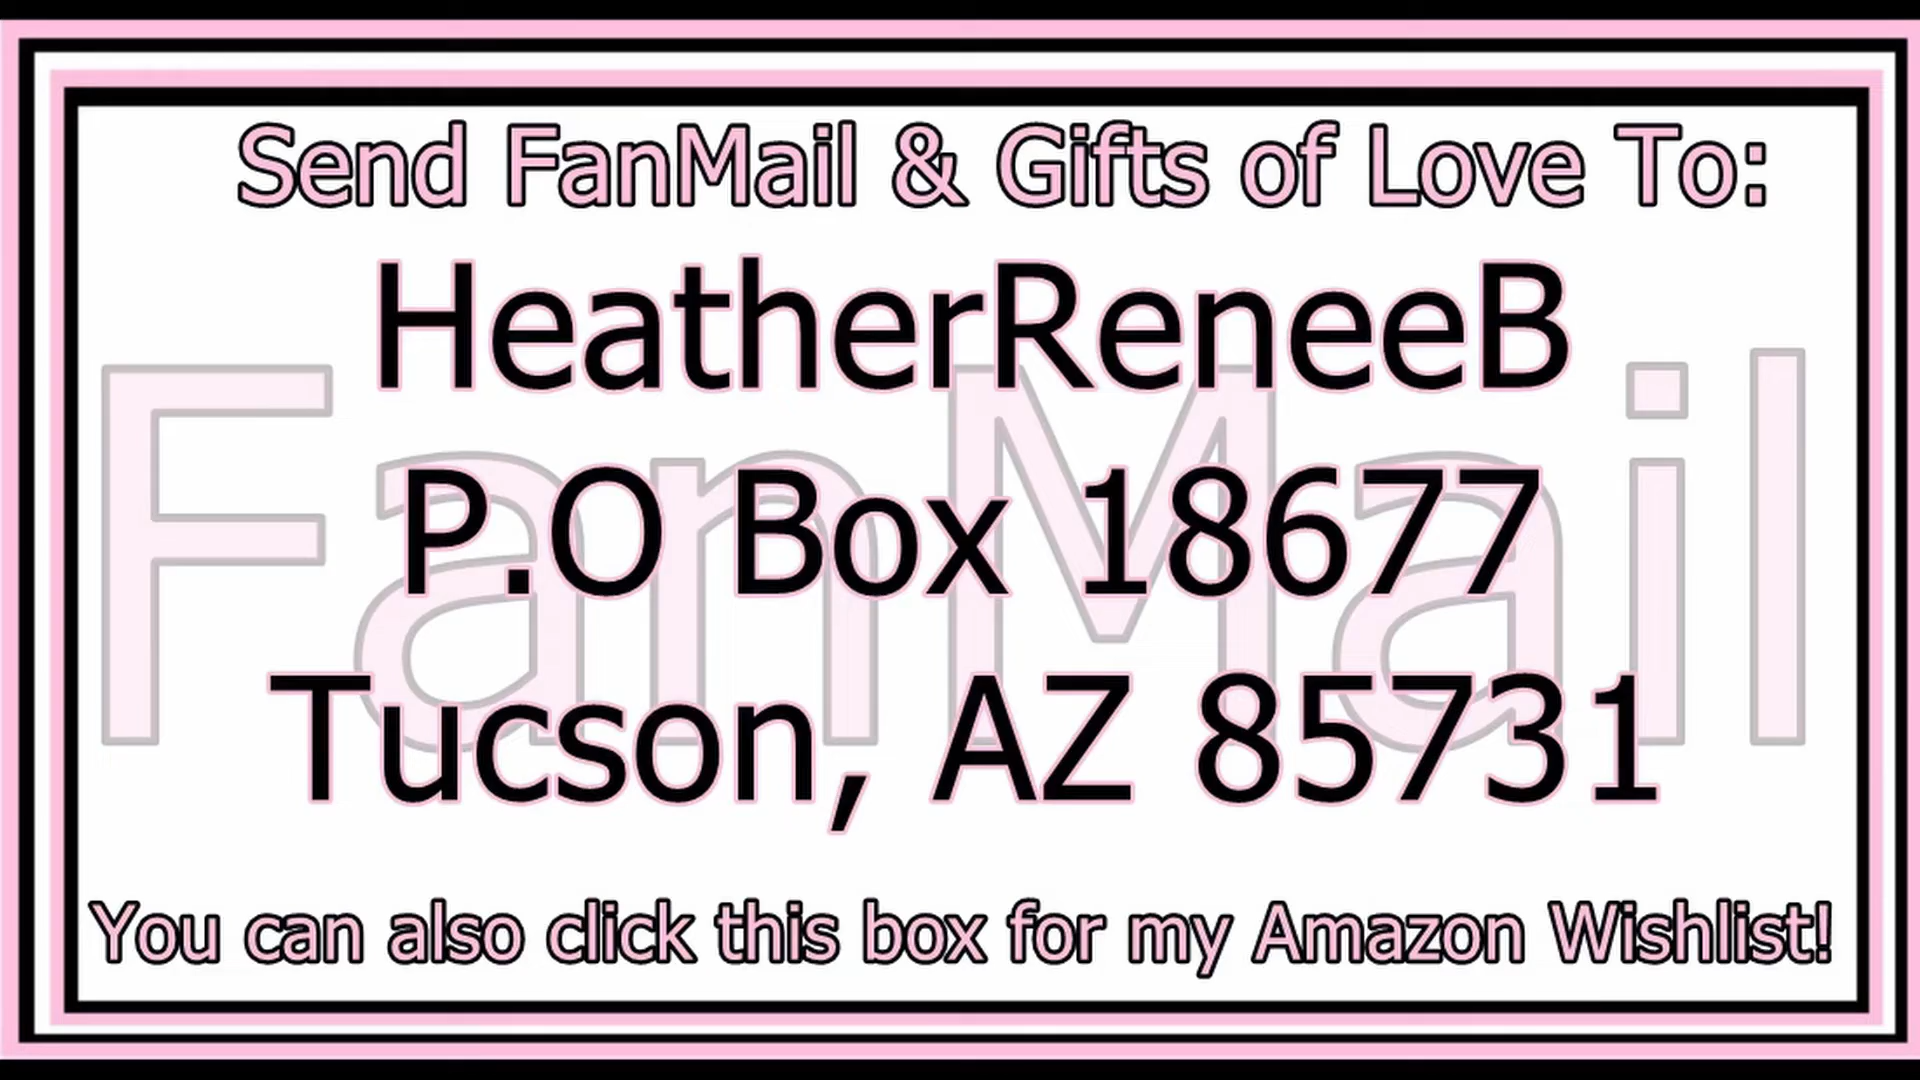 Send FanMail & Gifts of Love To:
HeatherReneeB
FanMail
P.O Box 18677
Tucson, AZ 85731
You can also click this box for my Amazon Wishlist!